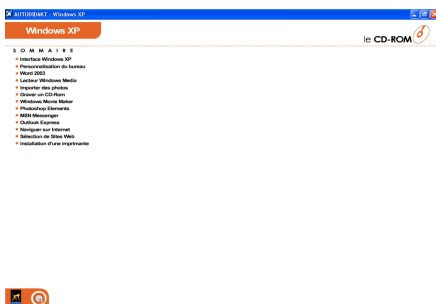 AUTODIDAKT - Windows XP
Windows XP
le CD-ROM
SOMMAIRE
Interface Windows XP
Personnalisation du bureau
Word 2003
Lecteur Windows Media
Importer des photos
Graver un CD-Rom
Windows Movie Maker
Photoshop Elements
MSN Messenger
Outlook Express
Naviguer sur Internet
Sélection de Sites Web
Installation d'une imprimante